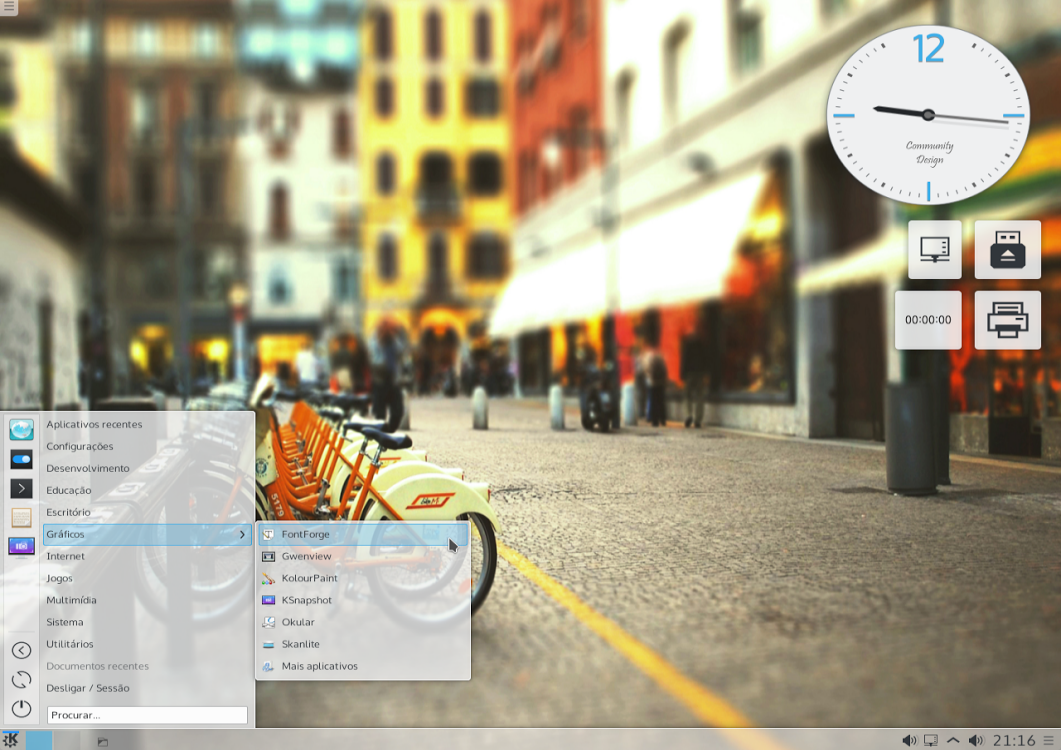 12
Community
Design
00:00:00
Aplicativos recentes
Configurações
Desenvolvimento
Educação
Escritório
Gráficos
Internet
Jogos
Multimídia
Sistema
Utilitários
Documentos recentes
Desligar / Sessão
Procurar...
FontForge
Gwenview
KolourPaint
KSnapshot
Okular
Skanlite
Mais aplicativos
5179
21:16